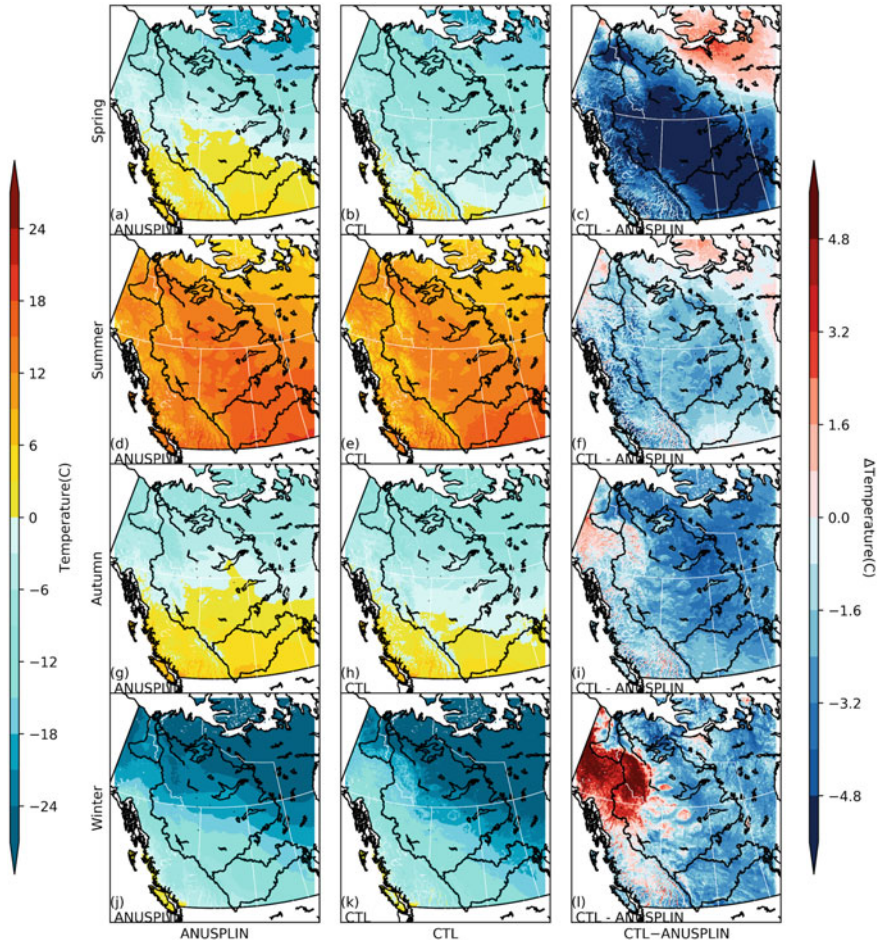 Spring
(a)
ANUSPLIN
(b)
CTL
(c)
CTL - ANUSPLIN
Summer
(d)
ANUSPLIN
(e)
CTL
(f)
CTL - ANUSPLIN
Autumn
(g)
ANUSPLIN
(h)
CTL
(i)
CTL - ANUSPLIN
Winter
(j)
ANUSPLIN
(k)
CTL
(l)
CTL - ANUSPLIN
ANUSPLIN
CTL
CTL−ANUSPLIN
Temperature(C)
24
18
12
6
0
−6
−12
−18
−24
ΔTemperature(C)
4.8
3.2
1.6
0.0
−1.6
−3.2
−4.8